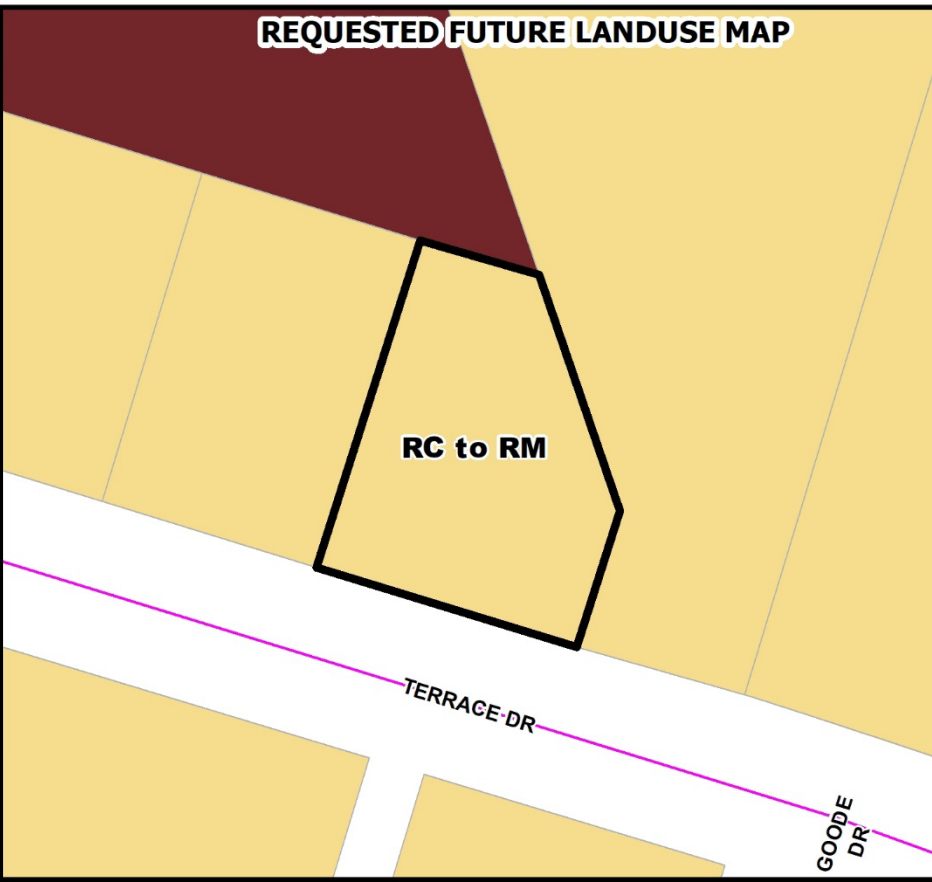 REQUESTED FUTURE LANDUSE MAP
RC to RM
TERRACE DR
GOODE
DR